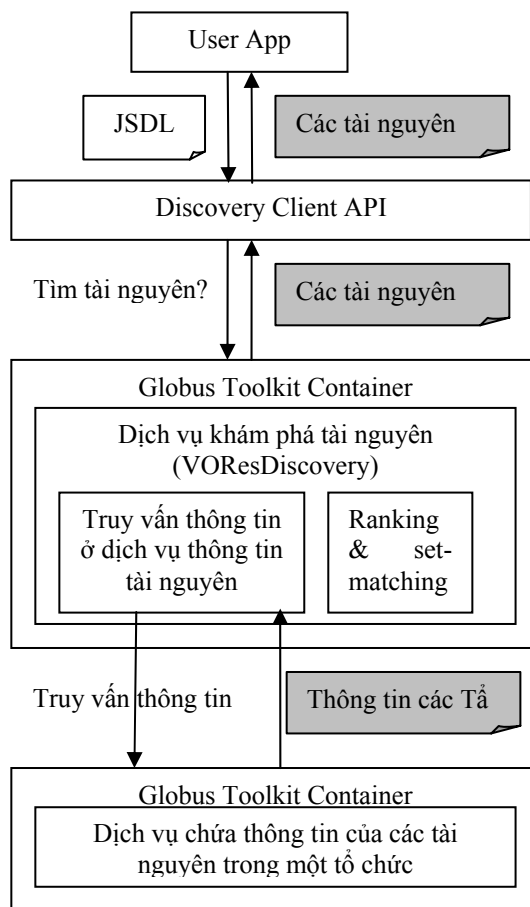 User App
JSDL
Các tài nguyên
Discovery Client API
Tìm tài nguyên?
Các tài nguyên
Globus Toolkit Container
Dịch vụ khám phá tài nguyên
(VOResDiscovery)
Truy vấn thông tin
ở dịch vụ thông tin
tài nguyên
Ranking
& set-
matching
Truy vấn thông tin
Thông tin các Tẩ
Globus Toolkit Container
Dịch vụ chứa thông tin của các tài
nguyên trong một tổ chức